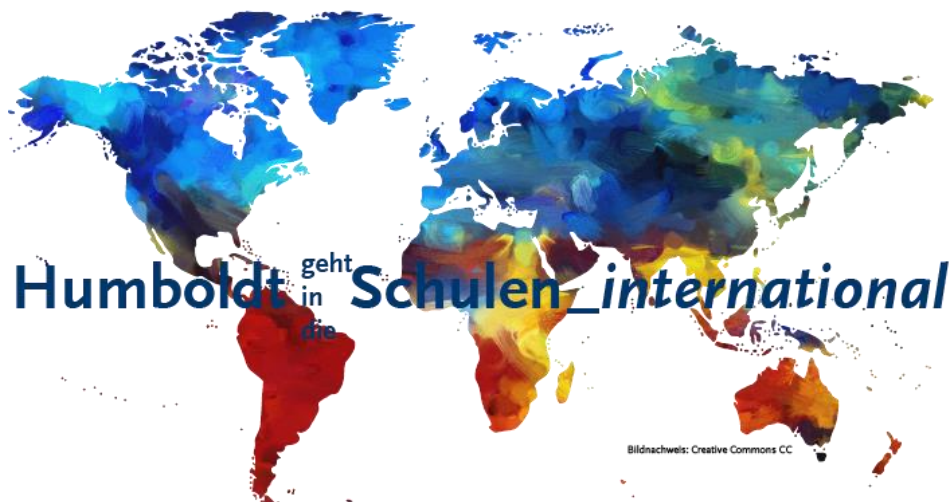 Humboldt geht in die Schulen_international
Bildnachweis: Creative Commons CC